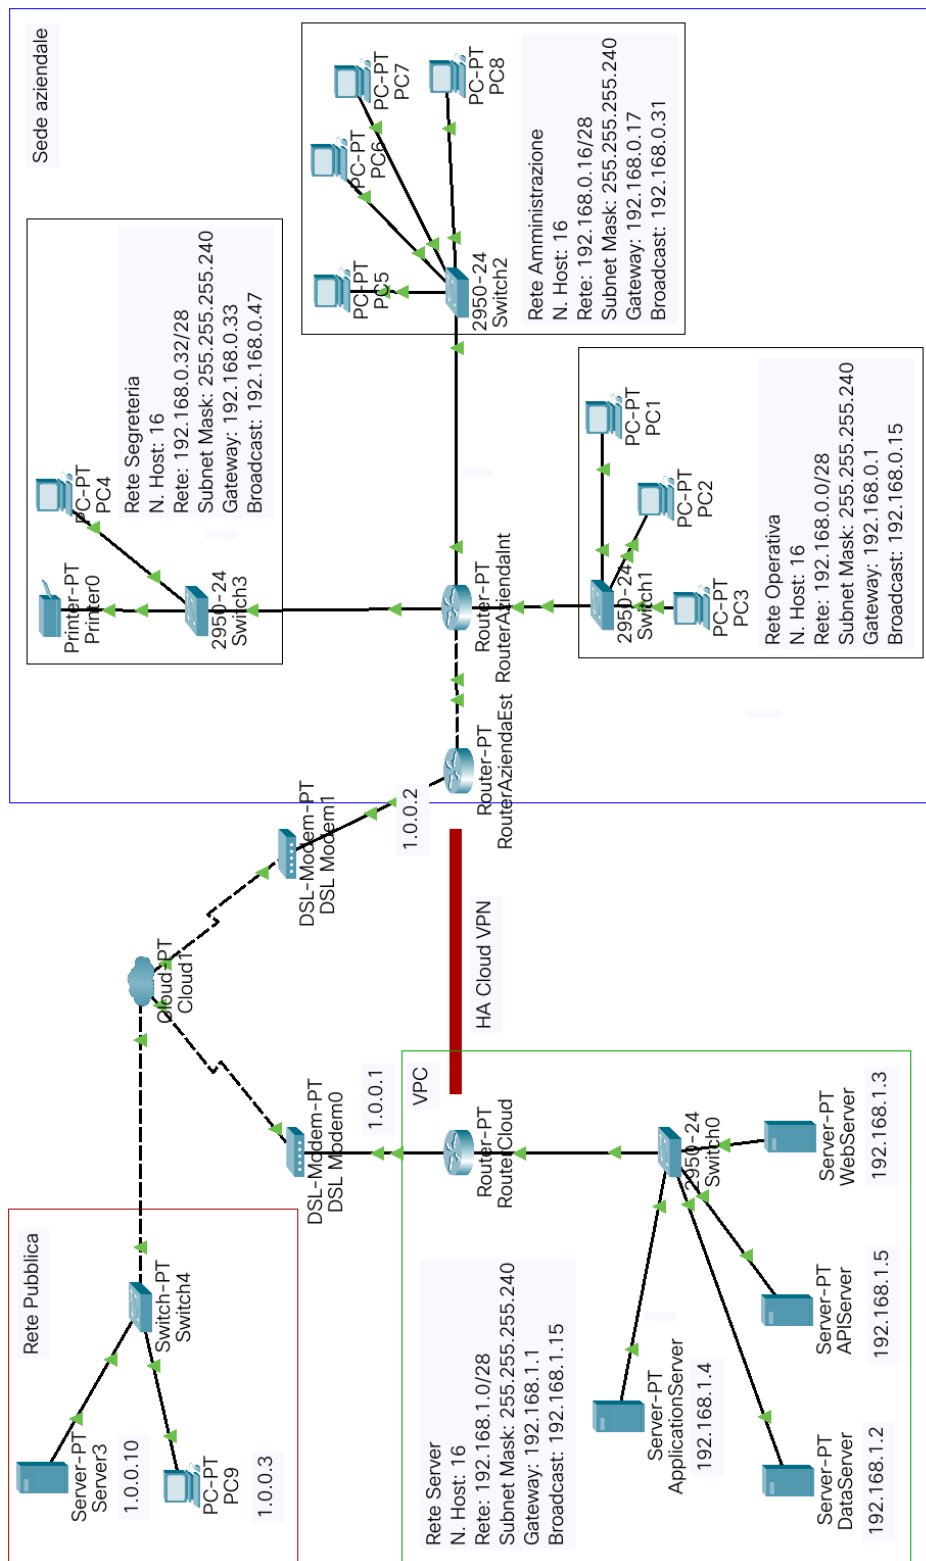 Rete Pubblica
Server-PT
Server3
1.0.0.10
PC-PT
PC9
1.0.0.3
Switch-PT
Switch4
Cloud-PT
Cloud1
DSL-Modem-PT
DSL Modem0
1.0.0.1
DSL-Modem-PT
DSL Modem1
1.0.0.2
VPC
HA Cloud VPN
Router-PT
RouterCloud
Rete Server
N. Host: 16
Rete: 192.168.1.0/28
Subnet Mask: 255.255.255.240
Gateway: 192.168.1.1
Broadcast: 192.168.1.15
2950-24
Switch0
Server-PT
ApplicationServer
192.168.1.4
Server-PT
DataServer
192.168.1.2
Server-PT
APIServer
192.168.1.5
Server-PT
WebServer
192.168.1.3
Sede aziendale
Router-PT
RouterAziendaEst
Router-PT
RouterAziendaInt
Printer-PT
Printer0
PC-PT
PC4
2950-24
Switch3
Rete Segreteria
N. Host: 16
Rete: 192.168.0.32/28
Subnet Mask: 255.255.255.240
Gateway: 192.168.0.33
Broadcast: 192.168.0.47
PC-PT
PC5
PC-PT
PC6
PC-PT
PC7
PC-PT
PC8
2950-24
Switch2
Rete Amministrazione
N. Host: 16
Rete: 192.168.0.16/28
Subnet Mask: 255.255.255.240
Gateway: 192.168.0.17
Broadcast: 192.168.0.31
2950-24
Switch1
PC-PT
PC3
PC-PT
PC2
PC-PT
PC1
Rete Operativa
N. Host: 16
Rete: 192.168.0.0/28
Subnet Mask: 255.255.255.240
Gateway: 192.168.0.1
Broadcast: 192.168.0.15